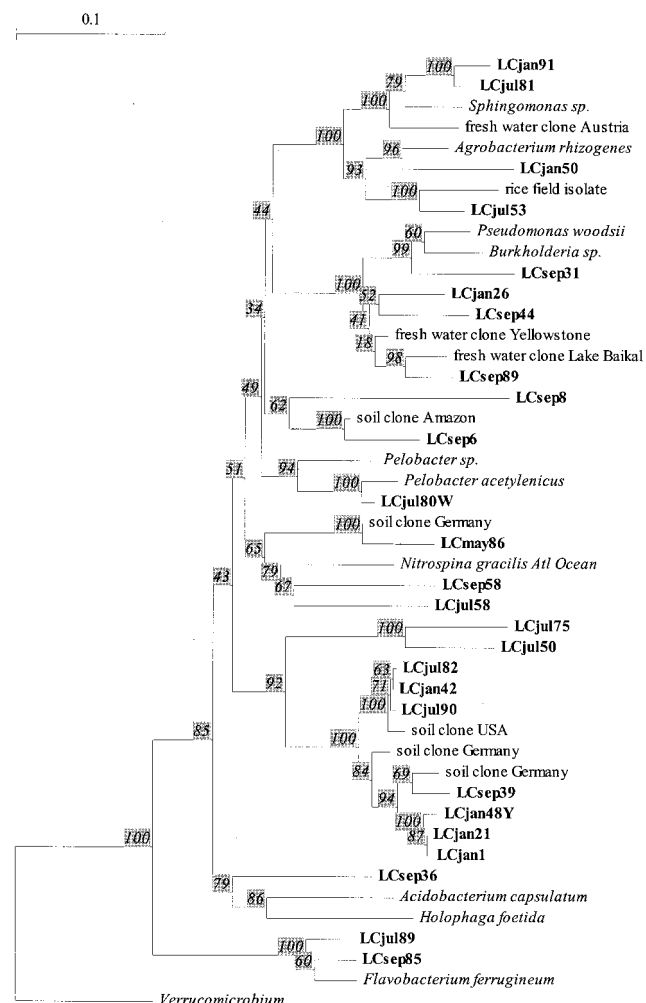 0.1
100 LCjan91
79 LCjul81
100 Sphingomonas sp.
fresh water clone Austria
100
96 Agrobacterium rhizogenes
93 LCjan50
100 rice field isolate
LCjul53
44
60 Pseudomonas woodsii
99 Burkholderia sp.
LCsep31
100
52 LCjan26
34 LCsep44
41
18 fresh water clone Yellowstone
98 fresh water clone Lake Baikal
LCsep89
49
62 LCsep8
100 soil clone Amazon
LCsep6
51 94 Pelobacter sp.
100 Pelobacter acetylenicus
LCjul80W
100 soil clone Germany
65 LCmay86
79 Nitrospina gracilis Atl Ocean
43 67 LCsep58
LCjul58
100 LCjul75
LCjul50
63 LCjul82
92 71 LCjan42
100 LCjul90
soil clone USA
85 100
84 soil clone Germany
69 soil clone Germany
94 LCsep39
100 LCjan48Y
100 87 LCjan21
LCjan1
79 LCsep36
86 Acidobacterium capsulatum
Holophaga foetida
100 LCjul89
60 LCsep85
Flavobacterium ferrugineum
Verrucomicrobium